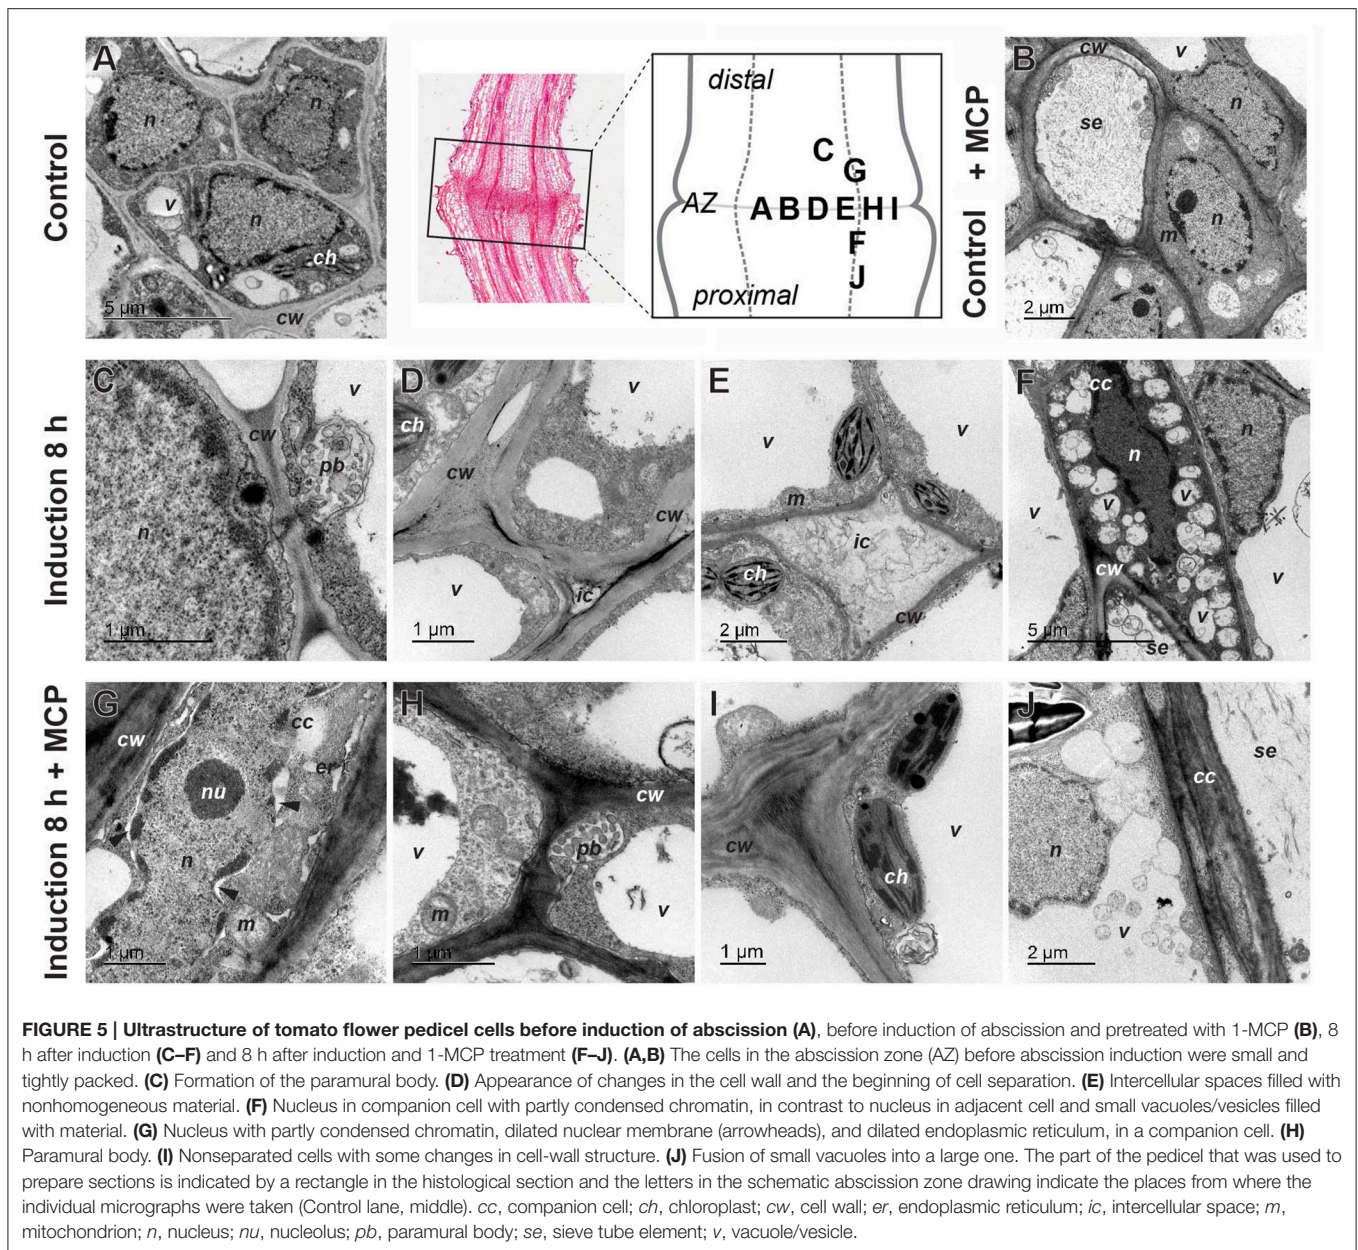 Control
A
n
n
v
n
ch
5 µm
cw
distal
C
G
AZ
A B D E H I
F
J
proximal
Control + MCP
B
cw
v
n
se
n
m
2 µm
Induction 8 h
C
v
cw
pb
n
1 µm
D
v
ch
cw
cw
v
ic
1 µm
E
v
v
m
ic
ch
cw
2 µm
F
cc
n
n
v
v
v
cw
v
v
5 µm
se
Induction 8 h + MCP
G
cc
cw
er
nu
n
m
1 µm
H
cw
v
pb
m
v
1 µm
I
v
cw
ch
1 µm
J
se
cc
n
v
2 µm
FIGURE 5 | Ultrastructure of tomato flower pedicel cells before induction of abscission (A), before induction of abscission and pretreated with 1-MCP (B), 8
h after induction (C–F) and 8 h after induction and 1-MCP treatment (F–J). (A,B) The cells in the abscission zone (AZ) before abscission induction were small and
tightly packed. (C) Formation of the paramural body. (D) Appearance of changes in the cell wall and the beginning of cell separation. (E) Intercellular spaces filled with
nonhomogeneous material. (F) Nucleus in companion cell with partly condensed chromatin, in contrast to nucleus in adjacent cell and small vacuoles/vesicles filled
with material. (G) Nucleus with partly condensed chromatin, dilated nuclear membrane (arrowheads), and dilated endoplasmic reticulum, in a companion cell. (H)
Paramural body. (I) Nonseparated cells with some changes in cell-wall structure. (J) Fusion of small vacuoles into a large one. The part of the pedicel that was used to
prepare sections is indicated by a rectangle in the histological section and the letters in the schematic abscission zone drawing indicate the places from where the
individual micrographs were taken (Control lane, middle). cc, companion cell; ch, chloroplast; cw, cell wall; er, endoplasmic reticulum; ic, intercellular space; m,
mitochondrion; n, nucleus; nu, nucleolus; pb, paramural body; se, sieve tube element; v, vacuole/vesicle.